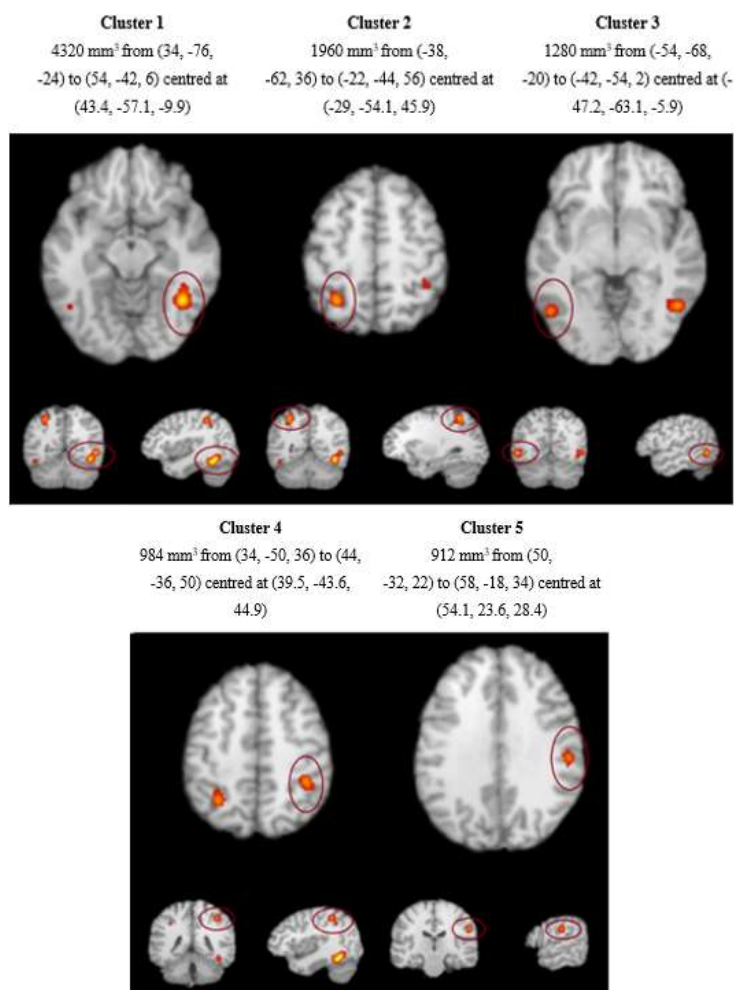 Cluster 1
4320 mm³ from (34, -76,
-24) to (54, -42, 6) centred at
(43.4, -57.1, -9.9)
Cluster 2
1960 mm³ from (-38,
-62, 36) to (-22, -44, 56) centred at
(-29, -54.1, 45.9)
Cluster 3
1280 mm³ from (-54, -68,
-20) to (-42, -54, 2) centred at (-
47.2, -63.1, -5.9)
Cluster 4
984 mm³ from (34, -50, 36) to (44,
-36, 50) centred at (39.5, -43.6,
44.9)
Cluster 5
912 mm³ from (50,
-32, 22) to (58, -18, 34) centred at
(54.1, 23.6, 28.4)